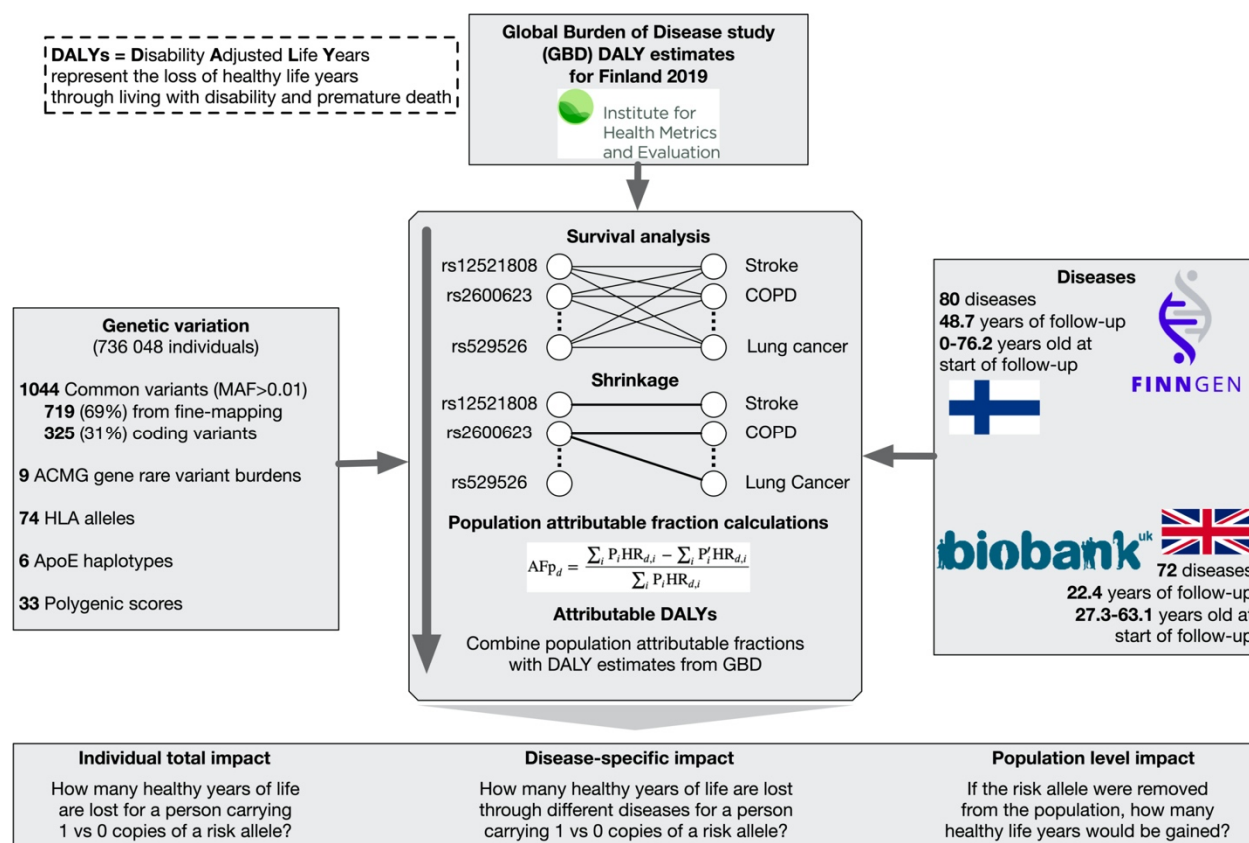 DALYs = Disability Adjusted Life Years
represent the loss of healthy life years
through living with disability and premature death
Global Burden of Disease study
(GBD) DALY estimates
for Finland 2019
Institute for
Health Metrics
and Evaluation
Genetic variation
(736 048 individuals)
1044 Common variants (MAF>0.01)
719 (69%) from fine-mapping
325 (31%) coding variants
9 ACMG gene rare variant burdens
74 HLA alleles
6 ApoE haplotypes
33 Polygenic scores
Survival analysis
rs12521808 Stroke
rs2600623 COPD
rs529526 Lung cancer
Shrinkage
rs12521808 Stroke
rs2600623 COPD
rs529526 Lung Cancer
Population attributable fraction calculations
AFp_d = (∑_i P_i HR_{d,i} − ∑_i P′_i HR_{d,i}) / ∑_i P_i HR_{d,i}
Attributable DALYs
Combine population attributable fractions
with DALY estimates from GBD
Diseases
80 diseases
48.7 years of follow-up
0-76.2 years old at
start of follow-up
FINNGEN
biobank uk
72 diseases
22.4 years of follow-up
27.3-63.1 years old at
start of follow-up
Individual total impact
How many healthy years of life
are lost for a person carrying
1 vs 0 copies of a risk allele?
Disease-specific impact
How many healthy years of life are lost
through different diseases for a person
carrying 1 vs 0 copies of a risk allele?
Population level impact
If the risk allele were removed
from the population, how many
healthy life years would be gained?